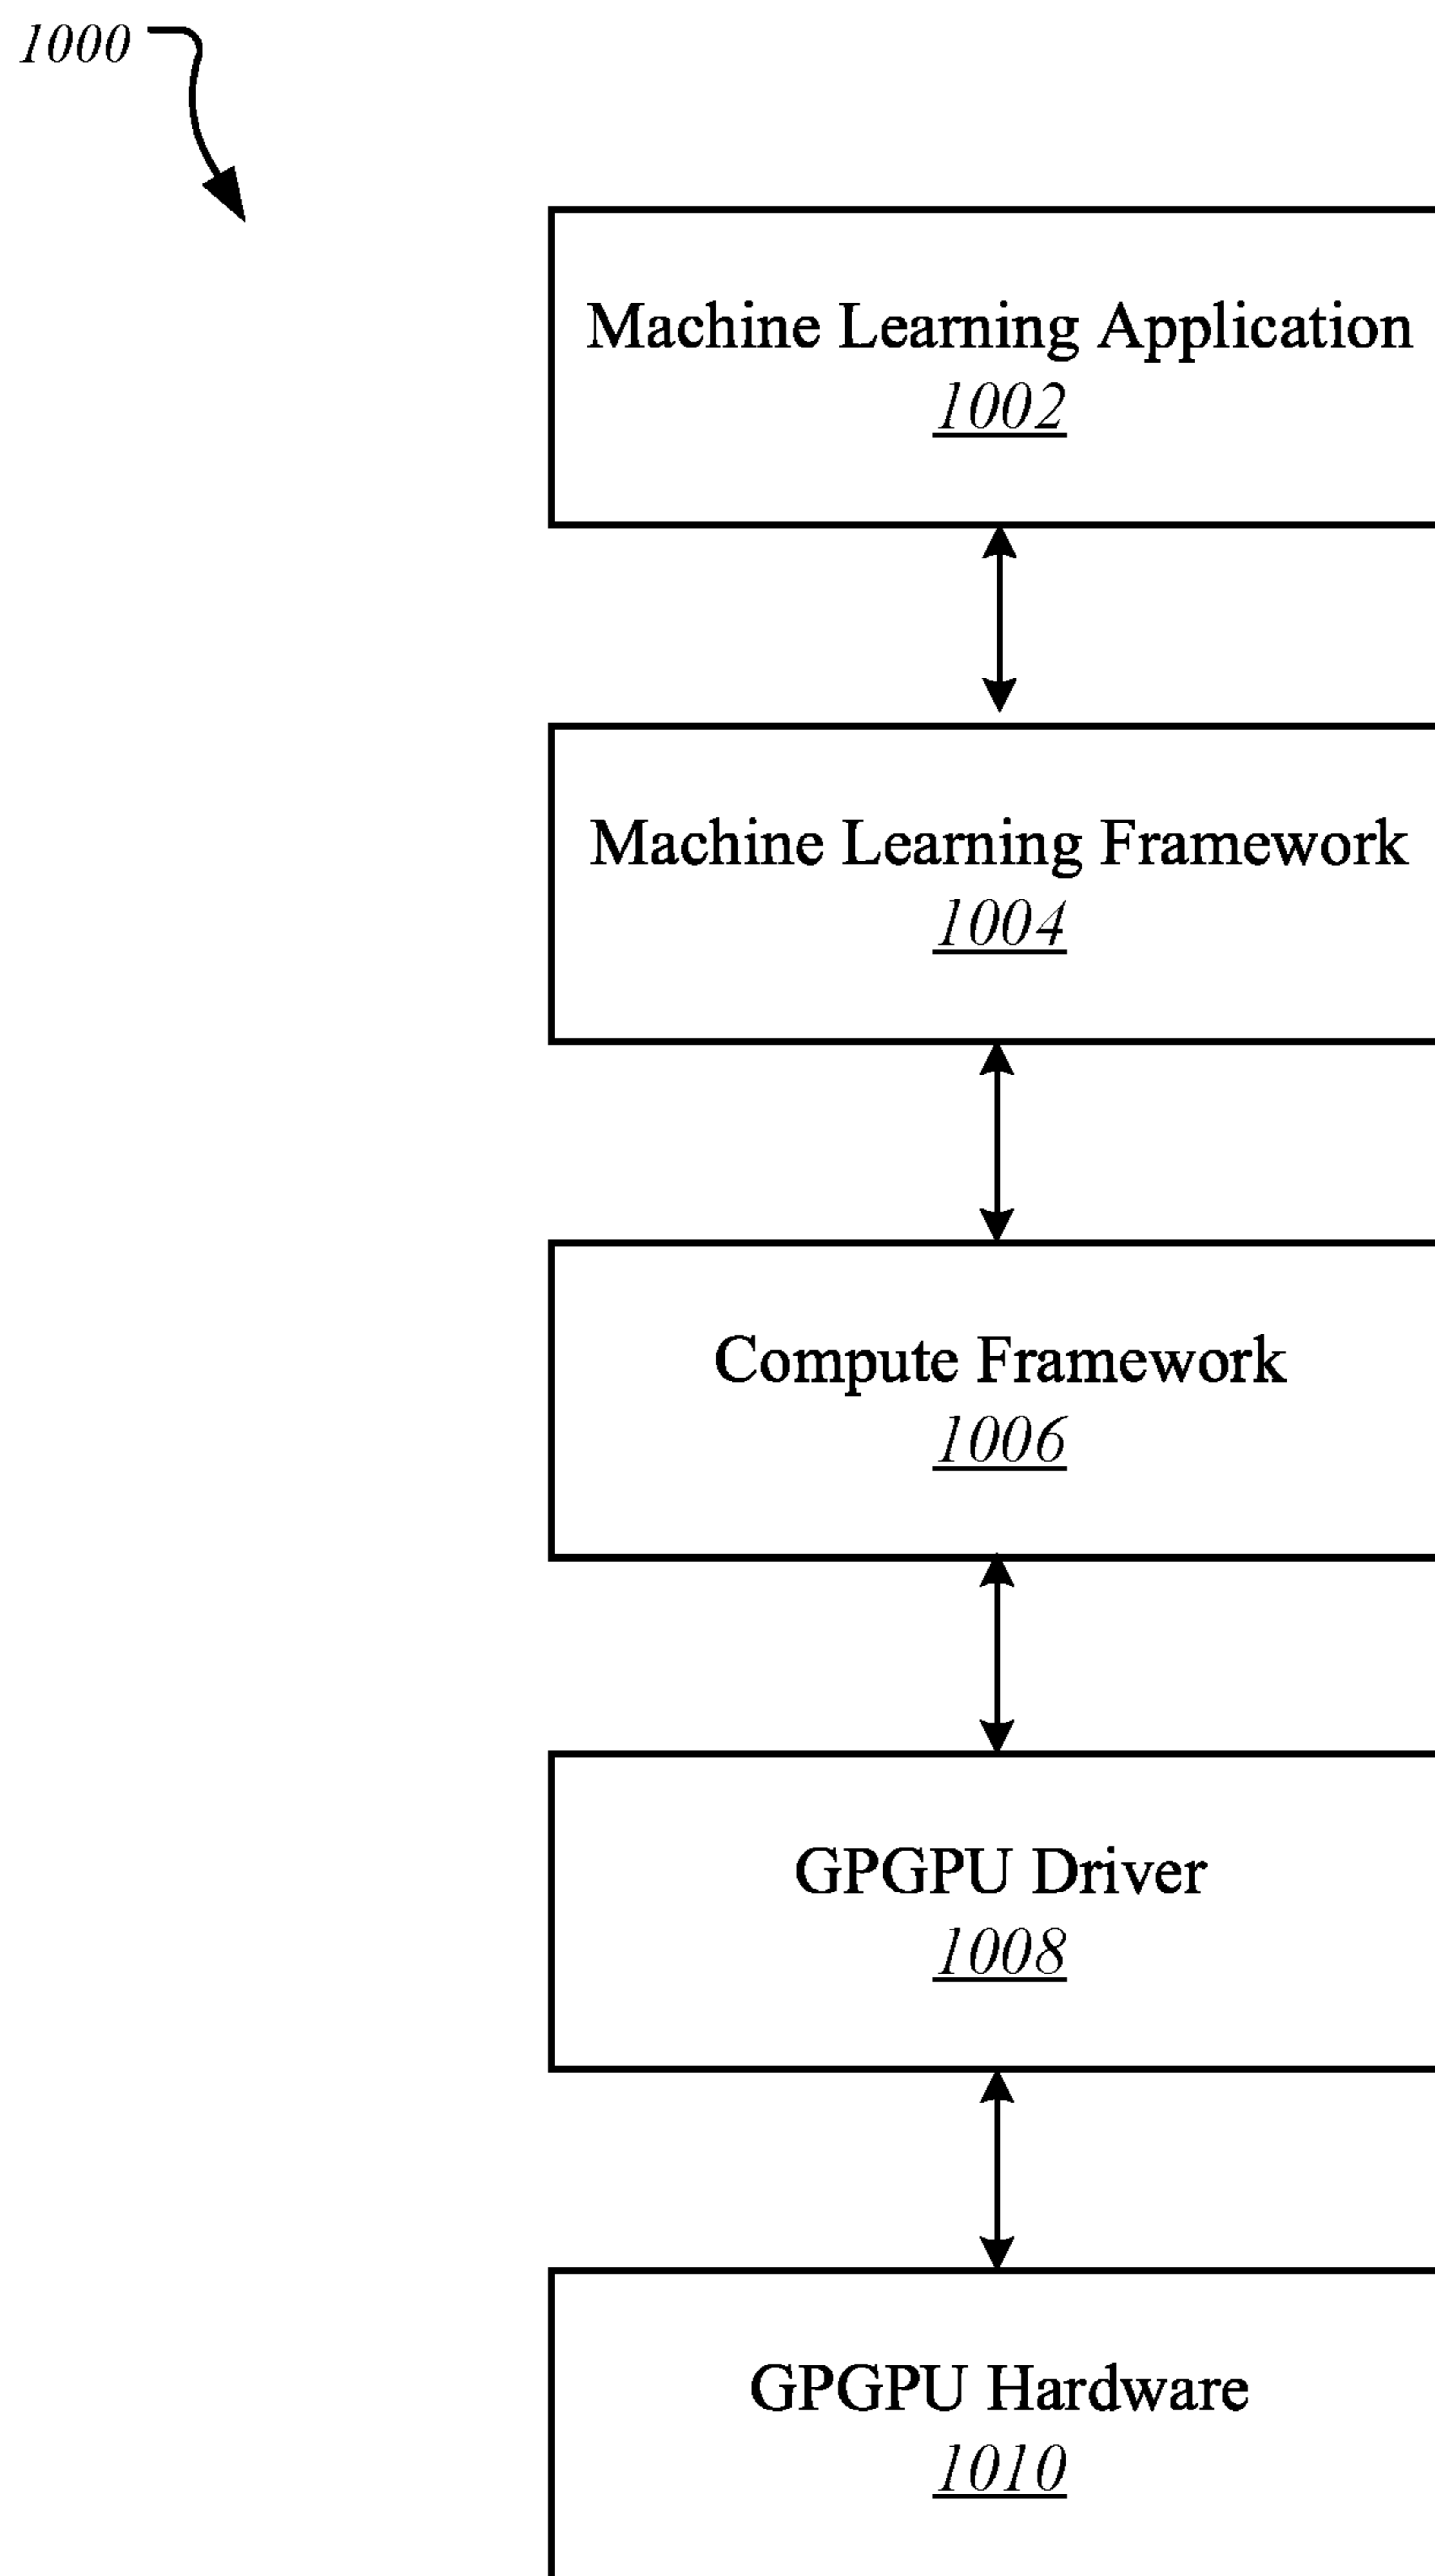 1000
Machine Learning Application
1002
Machine Learning Framework
1004
Compute Framework
1006
GPGPU Driver
1008
GPGPU Hardware
1010